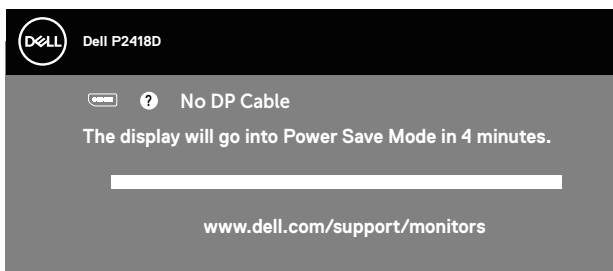 DELL Dell P2418D
? No DP Cable
The display will go into Power Save Mode in 4 minutes.
www.dell.com/support/monitors